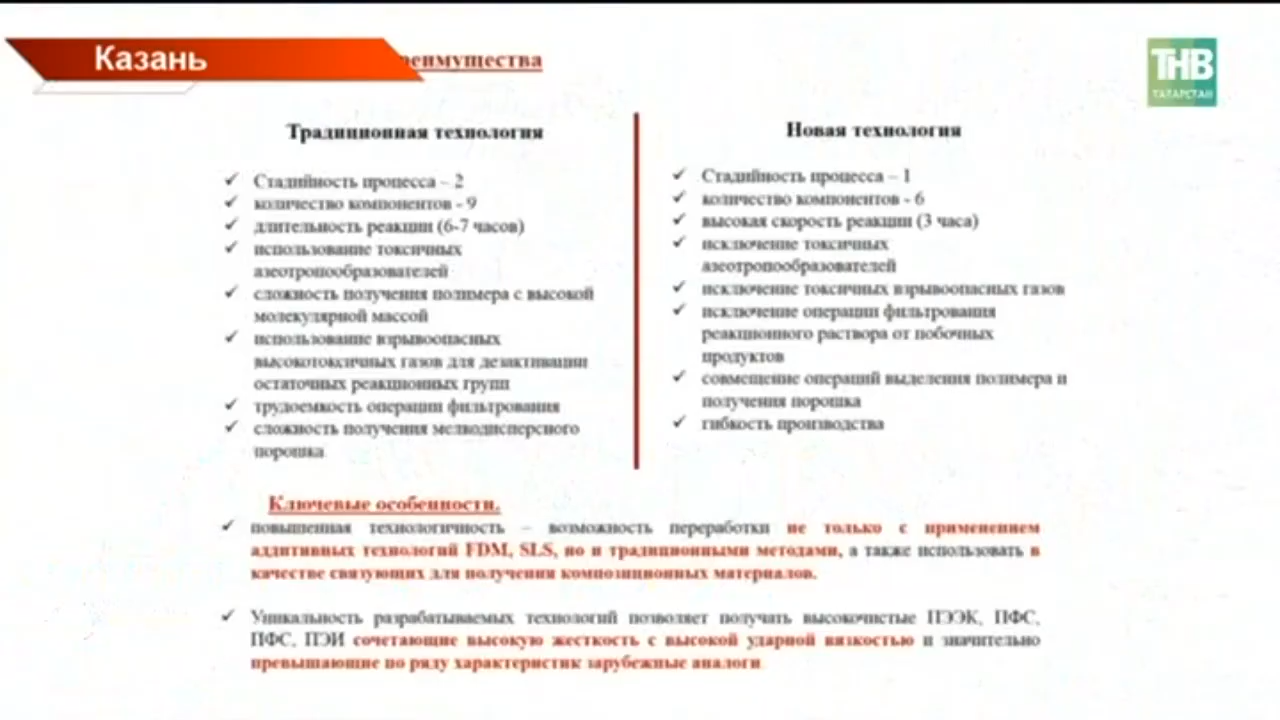 Казань
реимущества
ТНВ
ТАТАРСТАН
Традиционная технология
Стадийность процесса – 2
количество компонентов - 9
длительность реакции (6-7 часов)
использование токсичных
азеотропообразователей
сложность получения полимера с высокой
молекулярной массой
использование взрывоопасных
высокотоксичных газов для дезактивации
остаточных реакционных групп
трудоемкость операции фильтрования
сложность получения мелкодисперсного
порошка
Новая технология
Стадийность процесса – 1
количество компонентов - 6
высокая скорость реакции (3 часа)
исключение токсичных
азеотропообразователей
исключение токсичных взрывоопасных газов
исключение операции фильтрования
реакционного раствора от побочных
продуктов
совмещение операций выделения полимера и
получения порошка
гибкость производства
Ключевые особенности.
повышенная технологичность – возможность переработки не только с применением
аддитивных технологий FDM, SLS, но и традиционными методами, а также использовать в
качестве связующих для получения композиционных материалов.
Уникальность разрабатываемых технологий позволяет получать высокочистые ПЭЭК, ПФС,
ПФС, ПЭИ сочетающие высокую жесткость с высокой ударной вязкостью и значительно
превышающие по ряду характеристик зарубежные аналоги.